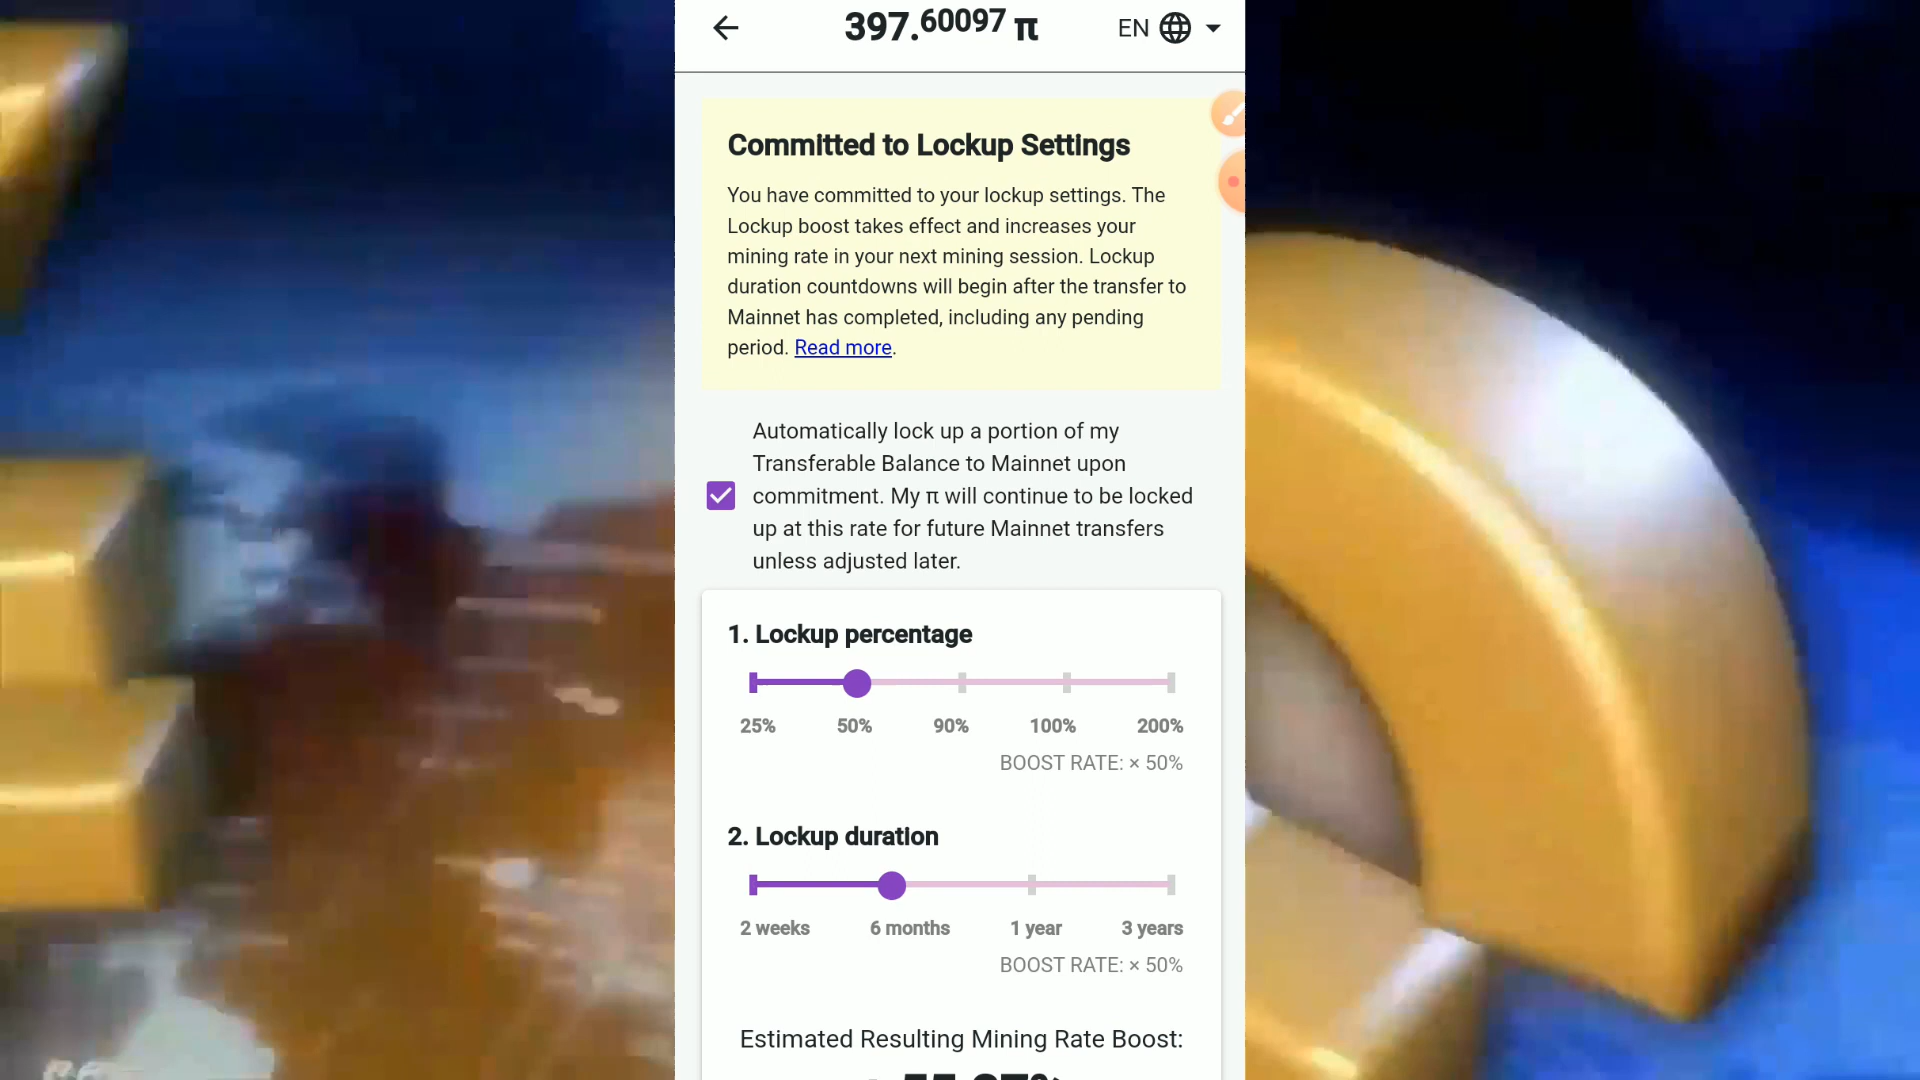 397.60097 π
EN
Committed to Lockup Settings
You have committed to your lockup settings. The
Lockup boost takes effect and increases your
mining rate in your next mining session. Lockup
duration countdowns will begin after the transfer to
Mainnet has completed, including any pending
period. Read more.
Automatically lock up a portion of my
Transferable Balance to Mainnet upon
commitment. My π will continue to be locked
up at this rate for future Mainnet transfers
unless adjusted later.
1. Lockup percentage
25% 50% 90% 100% 200%
BOOST RATE: × 50%
2. Lockup duration
2 weeks 6 months 1 year 3 years
BOOST RATE: × 50%
Estimated Resulting Mining Rate Boost: